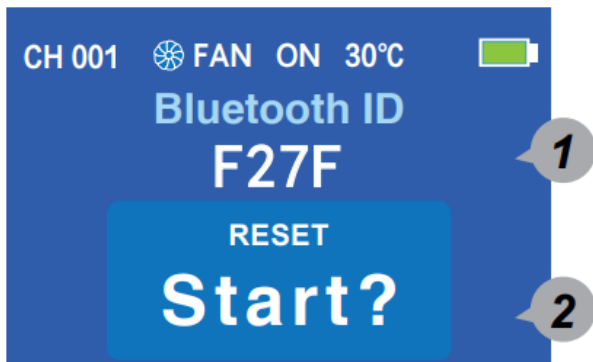 CH 001 FAN ON 30°C
Bluetooth ID
F27F
1
RESET
Start?
2